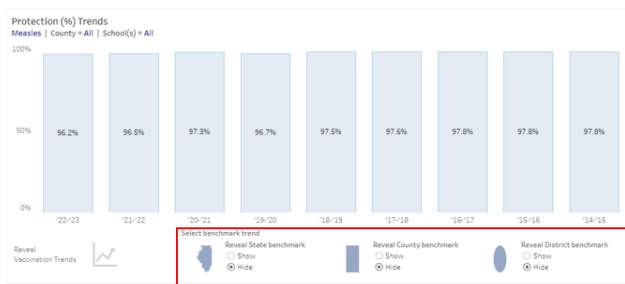 Protection (%) Trends
Measles | County = All | School(s) = All
100%
50%
0%
96.2% 96.5% 97.3% 96.7% 97.5% 97.6% 97.8% 97.8% 97.8%
'22-'23 '21-'22 '20-'21 '19-'20 '18-'19 '17-'18 '16-'17 '15-'16 '14-'15
Select benchmark trend
Reveal
Vaccination Trends
Reveal State benchmark
Show
Hide
Reveal County benchmark
Show
Hide
Reveal District benchmark
Show
Hide